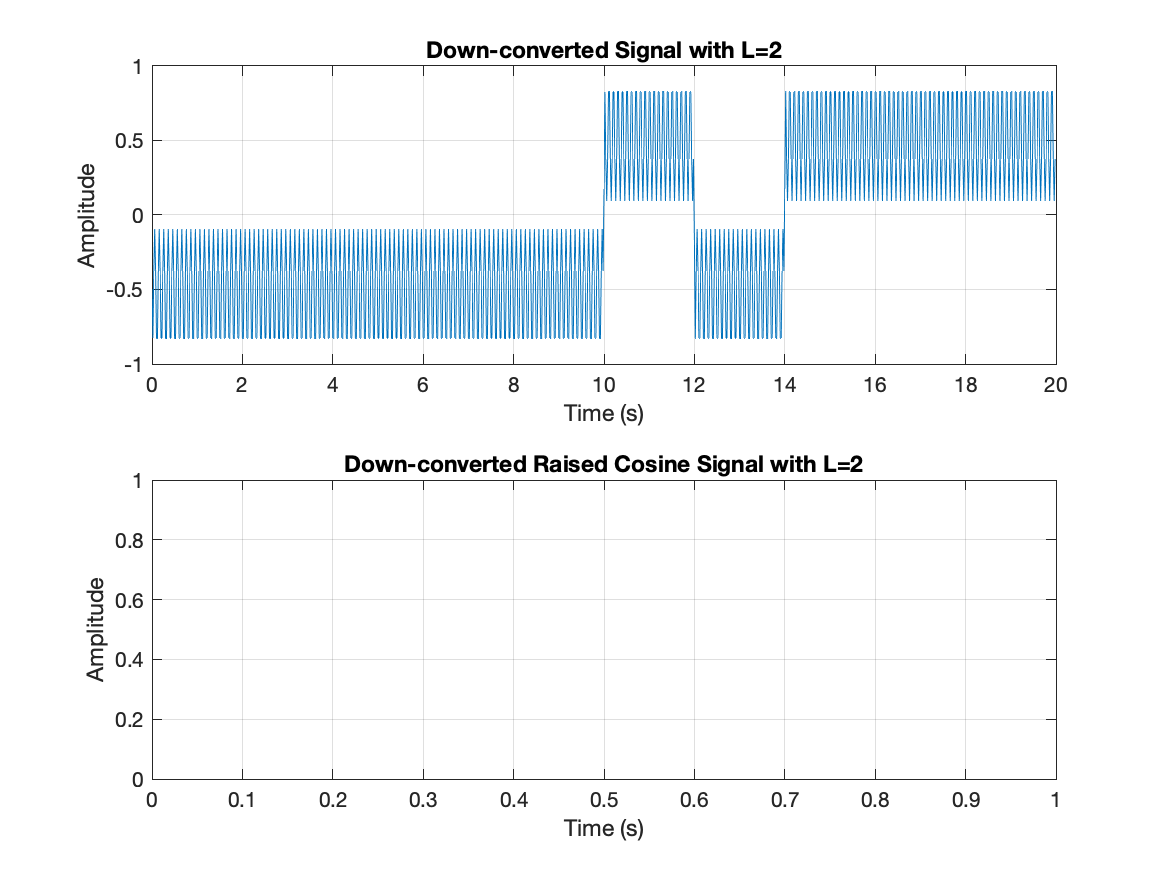 Down-converted Signal with L=2
1
0.5
0
-0.5
-1
Amplitude
0 2 4 6 8 10 12 14 16 18 20
Time (s)
Down-converted Raised Cosine Signal with L=2
1
0.8
0.6
0.4
0.2
0
Amplitude
0 0.1 0.2 0.3 0.4 0.5 0.6 0.7 0.8 0.9 1
Time (s)